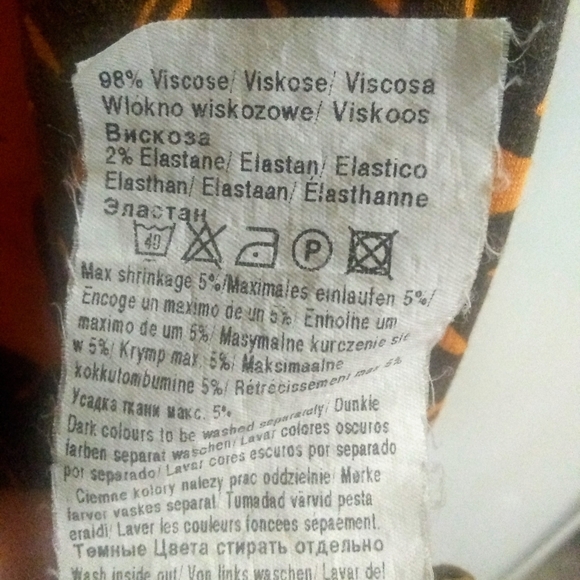 98% Viscose/ Viskose/ Viscosa
Wlokno wiskozowe/ Viskoos
Вискоза
2% Elastane/ Elastan/ Elastico
Elasthan/ Elastaan/ Elasthanne
Эластан
40 P
Max shrinkage 5%/Maximales einlaufen 5%/
Encoge un maximo de un 5%/ Enholne um
maximo de um 5%/ Masymalne kurczenie sie
w 5%/ Krymp max. 5%/ Maksimaalne
kokkutombumine 5%/ Rétrécissement max 5%
Усадка ткани макс. 5%
Dark colours to be washed separately/ Dunkle
farben separat waschen/ Lavar colores oscuros
por separado/ Lavar cores escuros por separado
Ciemne kolory nalezy prac oddzielnie/ Mørke
farver vaskes separat/ Tumadad värvid pesta
eraldi/ Laver les couleurs foncees sepaement.
Темные Цвета стирать отдельно
Wash inside out/ Von links waschen/ Lavar del